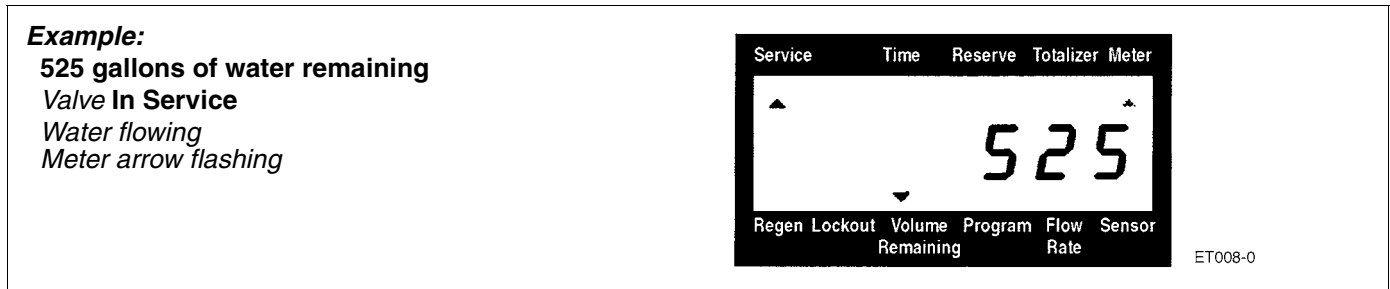 Example:
525 gallons of water remaining
Valve In Service
Water flowing
Meter arrow flashing
Service Time Reserve Totalizer Meter
525
Regen Lockout Volume Remaining Program Flow Rate Sensor
ET008-0